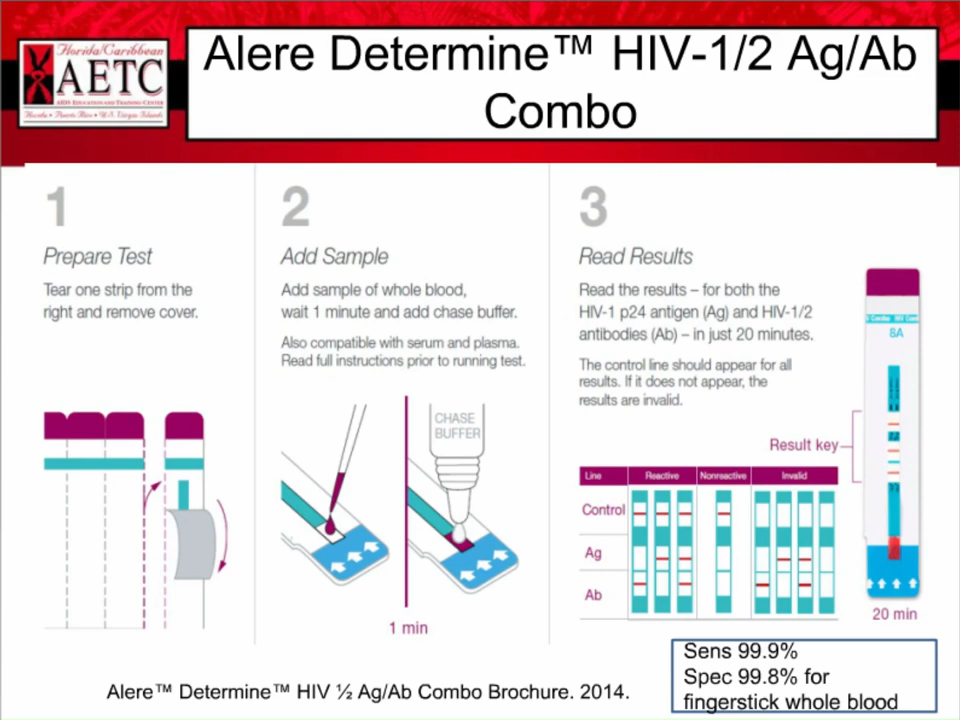 Florida/Caribbean
AETC
AIDS EDUCATION AND TRAINING CENTER
Florida • Puerto Rico • U.S. Virgin Islands
Alere Determine™ HIV-1/2 Ag/Ab
Combo
1
Prepare Test
Tear one strip from the
right and remove cover.
2
Add Sample
Add sample of whole blood,
wait 1 minute and add chase buffer.
Also compatible with serum and plasma.
Read full instructions prior to running test.
CHASE
BUFFER
1 min
3
Read Results
Read the results – for both the
HIV-1 p24 antigen (Ag) and HIV-1/2
antibodies (Ab) – in just 20 minutes.
The control line should appear for all
results. If it does not appear, the
results are invalid.
Result key
Line Reactive Nonreactive Invalid
Control
Ag
Ab
Combo HIV Com
8A
20 min
Sens 99.9%
Spec 99.8% for
fingerstick whole blood
Alere™ Determine™ HIV ½ Ag/Ab Combo Brochure. 2014.